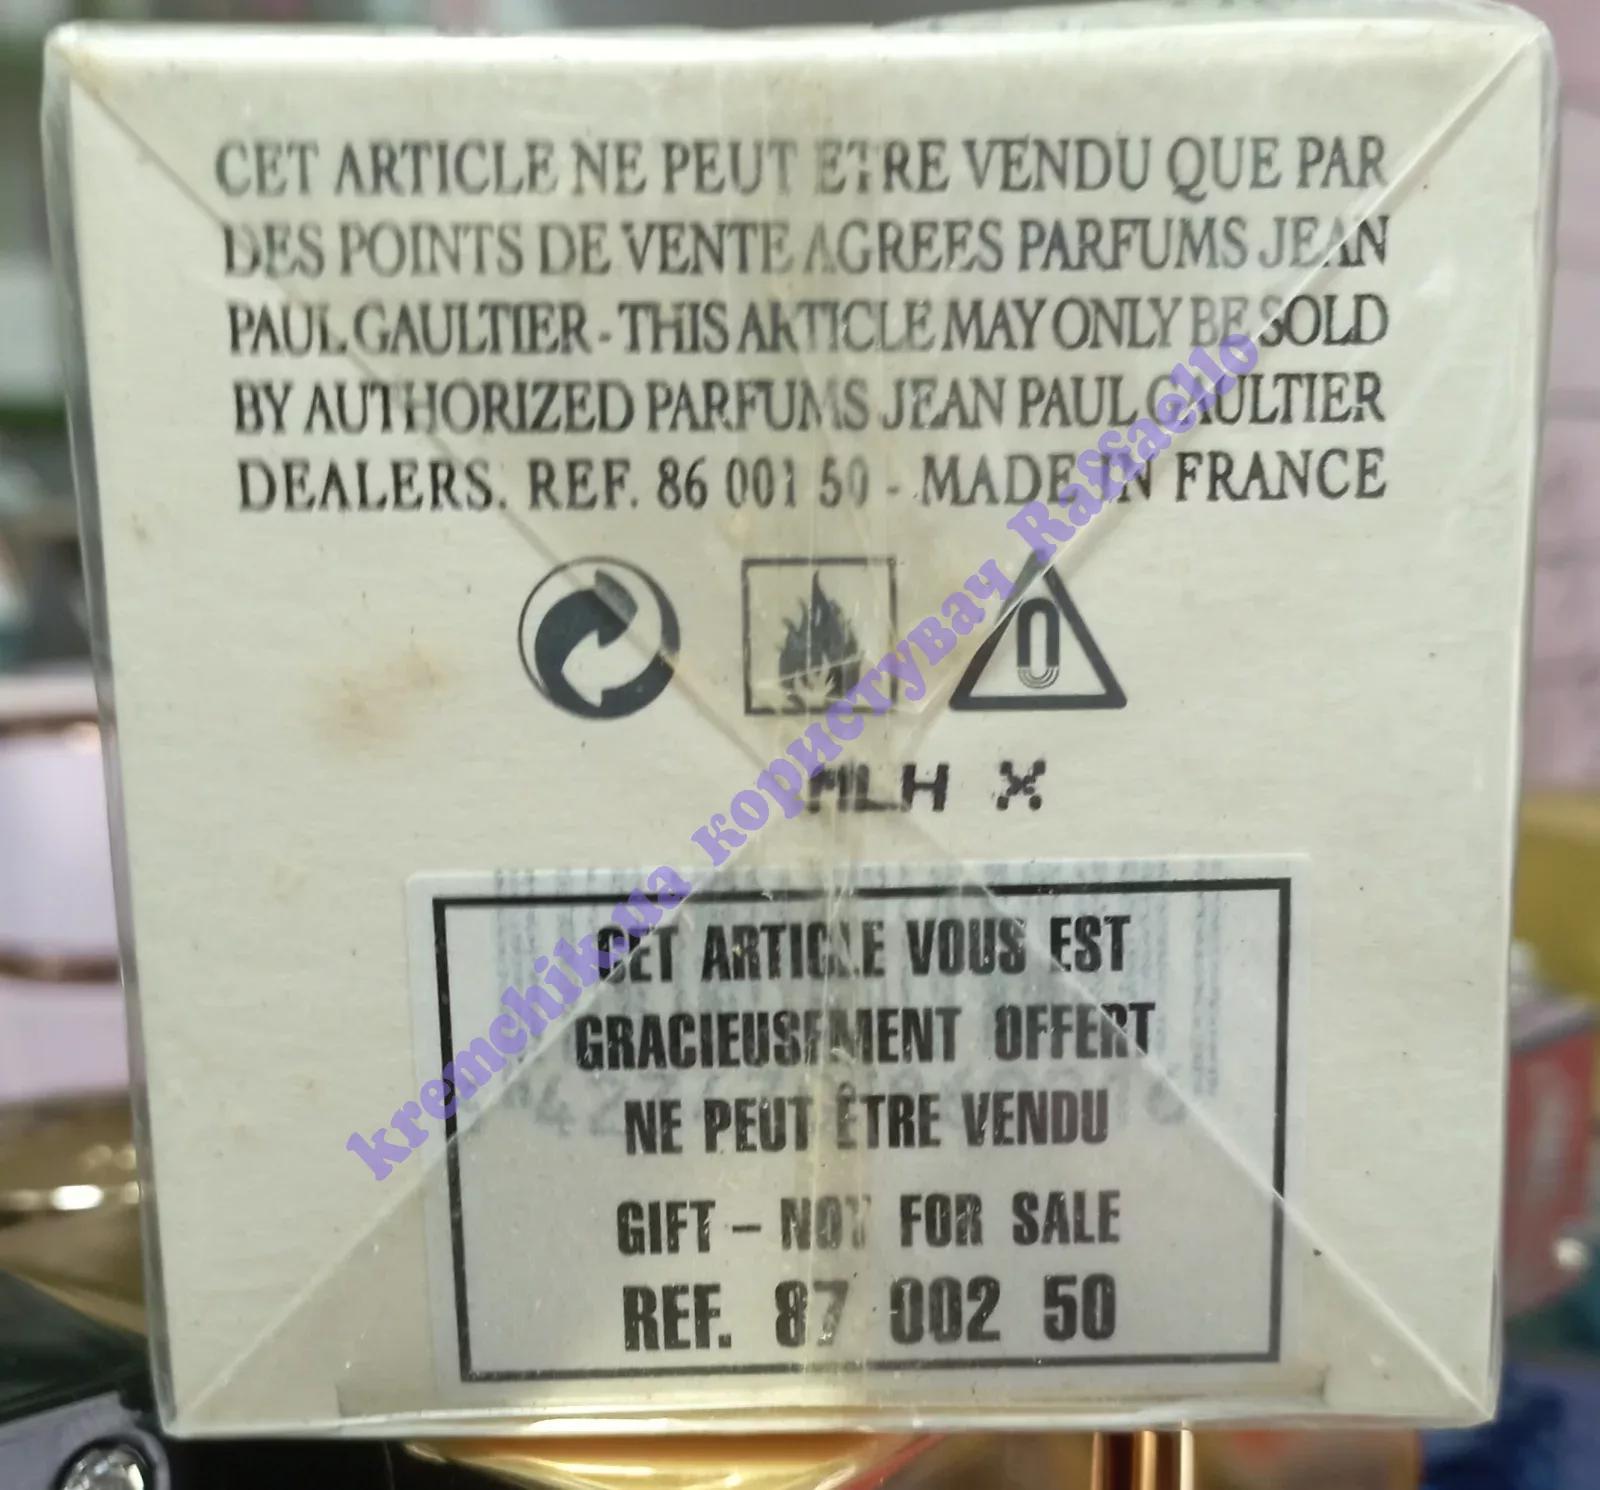 CET ARTICLE NE PEUT ETRE VENDU QUE PAR
DES POINTS DE VENTE AGREES PARFUMS JEAN
PAUL GAULTIER - THIS ARTICLE MAY ONLY BE SOLD
BY AUTHORIZED PARFUMS JEAN PAUL GAULTIER
DEALERS. REF. 86 001 50 - MADE IN FRANCE
MLH X
CET ARTICLE VOUS EST
GRACIEUSEMENT OFFERT
NE PEUT ÊTRE VENDU
GIFT – NOT FOR SALE
REF. 87 002 50
kremchik.ua користувач Raffaello